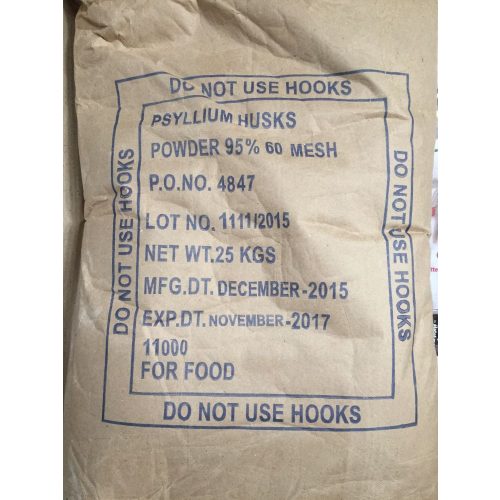 DO NOT USE HOOKS
DO NOT USE HOOKS
PSYLLIUM HUSKS
POWDER 95% 60 MESH
P.O.NO. 4847
LOT NO. 1111/2015
NET WT.25 KGS
MFG.DT. DECEMBER-2015
EXP.DT. NOVEMBER-2017
11000
FOR FOOD
DO NOT USE HOOKS
DO NOT USE HOOKS